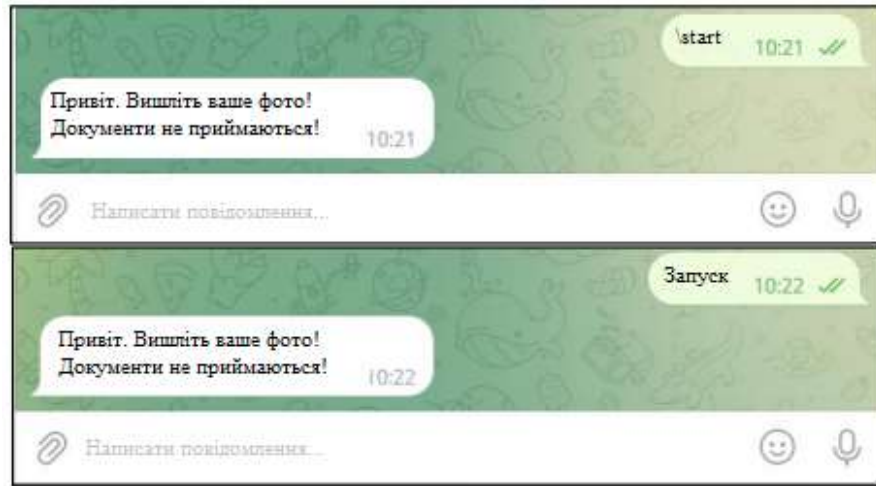 \start
10:21
Привіт. Вишліть ваше фото!
Документи не приймаються!
10:21
Написати повідомлення...
Запуск
10:22
Привіт. Вишліть ваше фото!
Документи не приймаються!
10:22
Написати повідомлення...